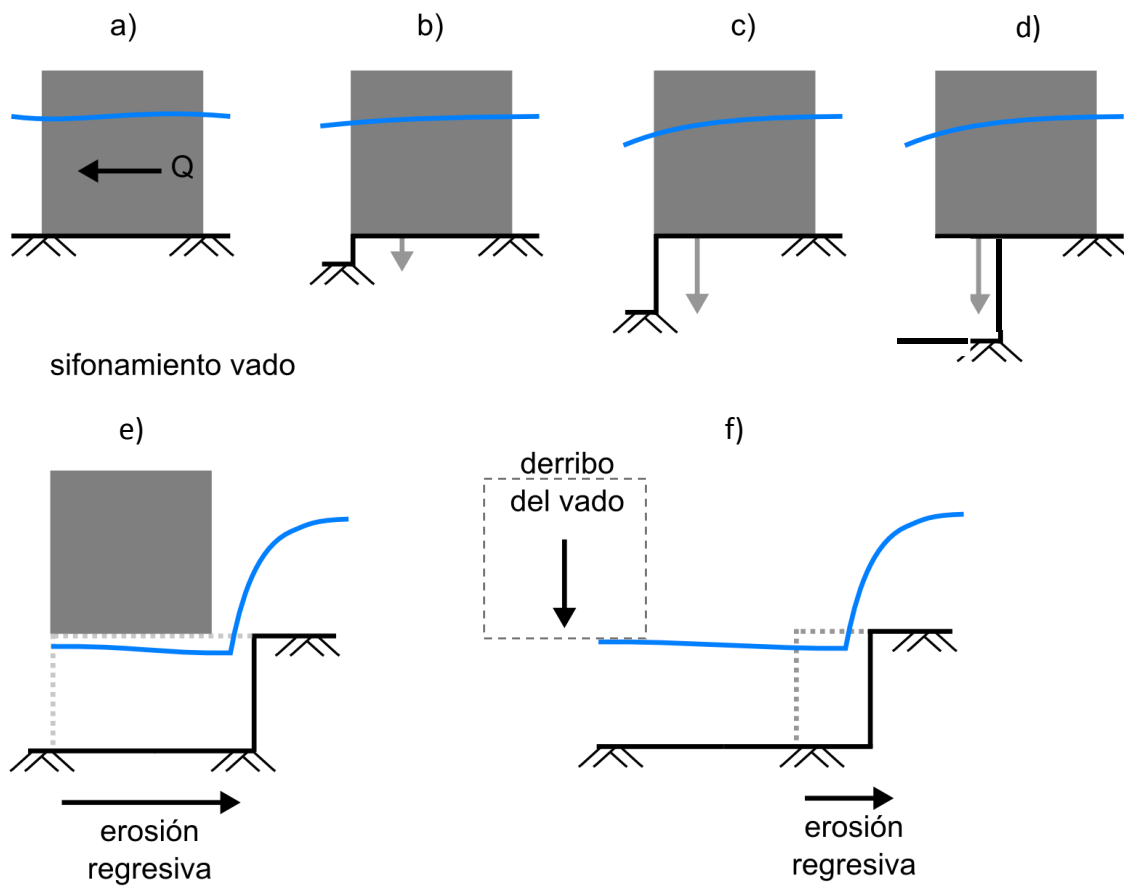 a)
b)
c)
d)
Q
sifonamiento vado
e)
f)
derribo
del vado
erosión
regresiva
erosión
regresiva